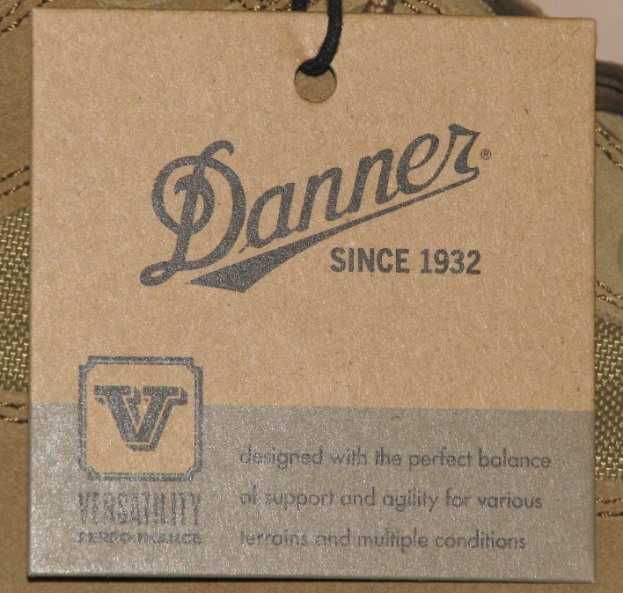 Danner®
SINCE 1932
V
VERSATILITY
PERFORMANCE
designed with the perfect balance
of support and agility for various
terrains and multiple conditions